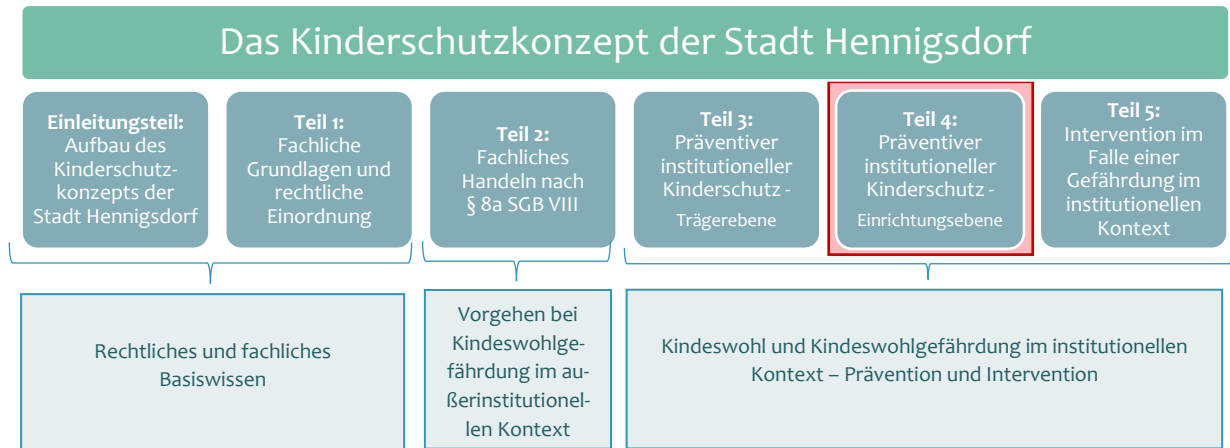 Das Kinderschutzkonzept der Stadt Hennigsdorf
Einleitungsteil:
Aufbau des
Kinderschutz-
konzepts der
Stadt Hennigsdorf
Teil 1:
Fachliche
Grundlagen und
rechtliche
Einordnung
Teil 2:
Fachliches
Handeln nach
§ 8a SGB VIII
Teil 3:
Präventiver
institutioneller
Kinderschutz -
Trägerebene
Teil 4:
Präventiver
institutioneller
Kinderschutz -
Einrichtungsebene
Teil 5:
Intervention im
Falle einer
Gefährdung im
institutionellen
Kontext
Rechtliches und fachliches
Basiswissen
Vorgehen bei
Kindeswohlge-
fährdung im au-
ßerinstitutionel-
len Kontext
Kindeswohl und Kindeswohlgefährdung im institutionellen
Kontext – Prävention und Intervention